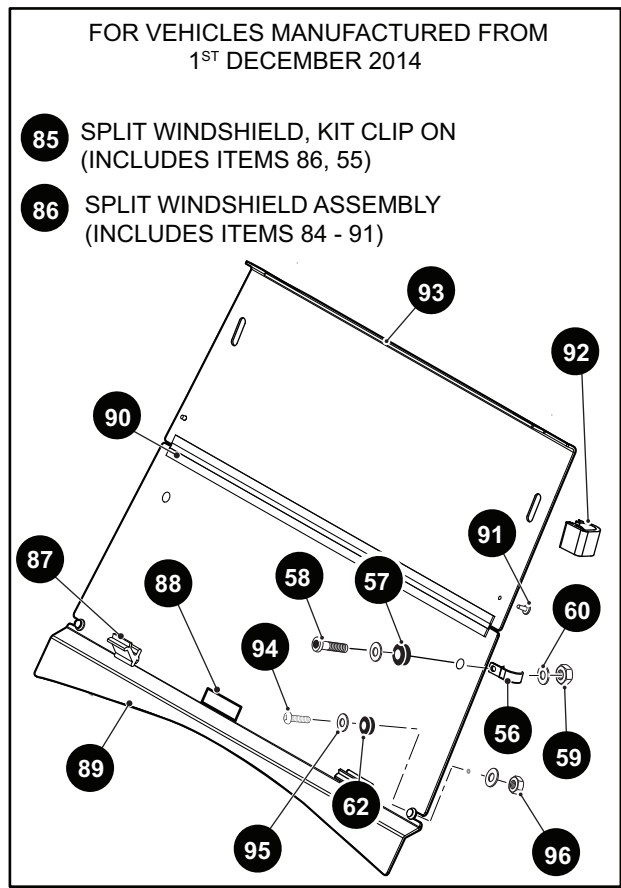 FOR VEHICLES MANUFACTURED FROM
1ST DECEMBER 2014
85 SPLIT WINDSHIELD, KIT CLIP ON
(INCLUDES ITEMS 86, 55)
86 SPLIT WINDSHIELD ASSEMBLY
(INCLUDES ITEMS 84 - 91)
93
92
90
91
87
88
58
57
60
94
56
59
89
62
95
96